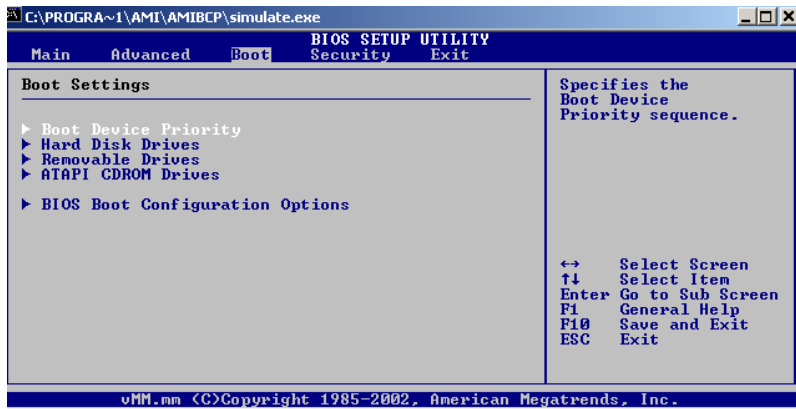 C:\PROGRA~1\AMI\AMIBCP\simulate.exe
BIOS SETUP UTILITY
Main Advanced Boot Security Exit
Boot Settings
► Boot Device Priority
► Hard Disk Drives
► Removable Drives
► ATAPI CDROM Drives
► BIOS Boot Configuration Options
Specifies the
Boot Device
Priority sequence.
↔ Select Screen
↑↓ Select Item
Enter Go to Sub Screen
F1 General Help
F10 Save and Exit
ESC Exit
vMM.mm (C)Copyright 1985-2002, American Megatrends, Inc.